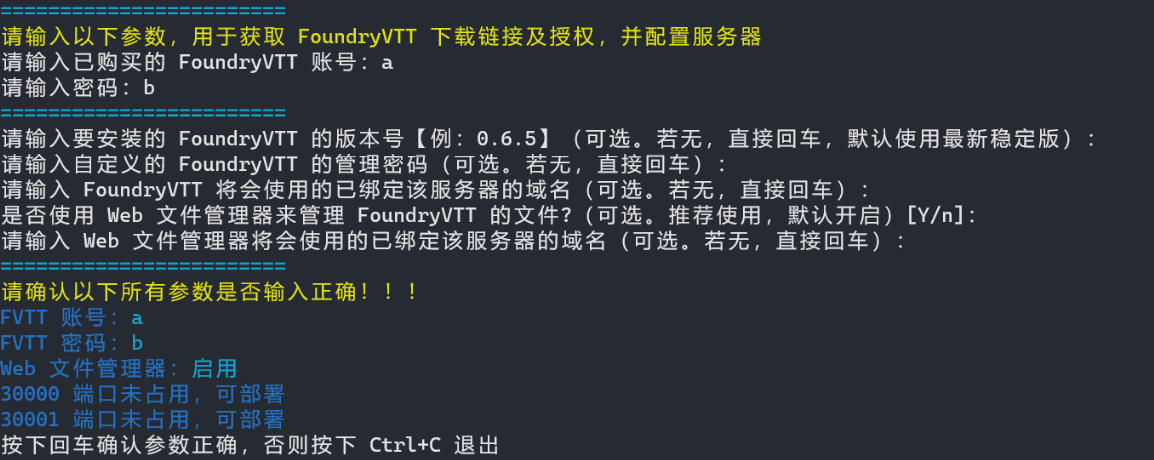 ========================
请输入以下参数，用于获取 FoundryVTT 下载链接及授权，并配置服务器
请输入已购买的 FoundryVTT 账号：a
请输入密码：b
========================
请输入要安装的 FoundryVTT 的版本号【例：0.6.5】（可选。若无，直接回车，默认使用最新稳定版）：
请输入自定义的 FoundryVTT 的管理密码（可选。若无，直接回车）：
请输入 FoundryVTT 将会使用的已绑定该服务器的域名（可选。若无，直接回车）：
是否使用 Web 文件管理器来管理 FoundryVTT 的文件？（可选。推荐使用，默认开启）[Y/n]：
请输入 Web 文件管理器将会使用的已绑定该服务器的域名（可选。若无，直接回车）：
========================
请确认以下所有参数是否输入正确！！！
FVTT 账号：a
FVTT 密码：b
Web 文件管理器：启用
30000 端口未占用，可部署
30001 端口未占用，可部署
按下回车确认参数正确，否则按下 Ctrl+C 退出